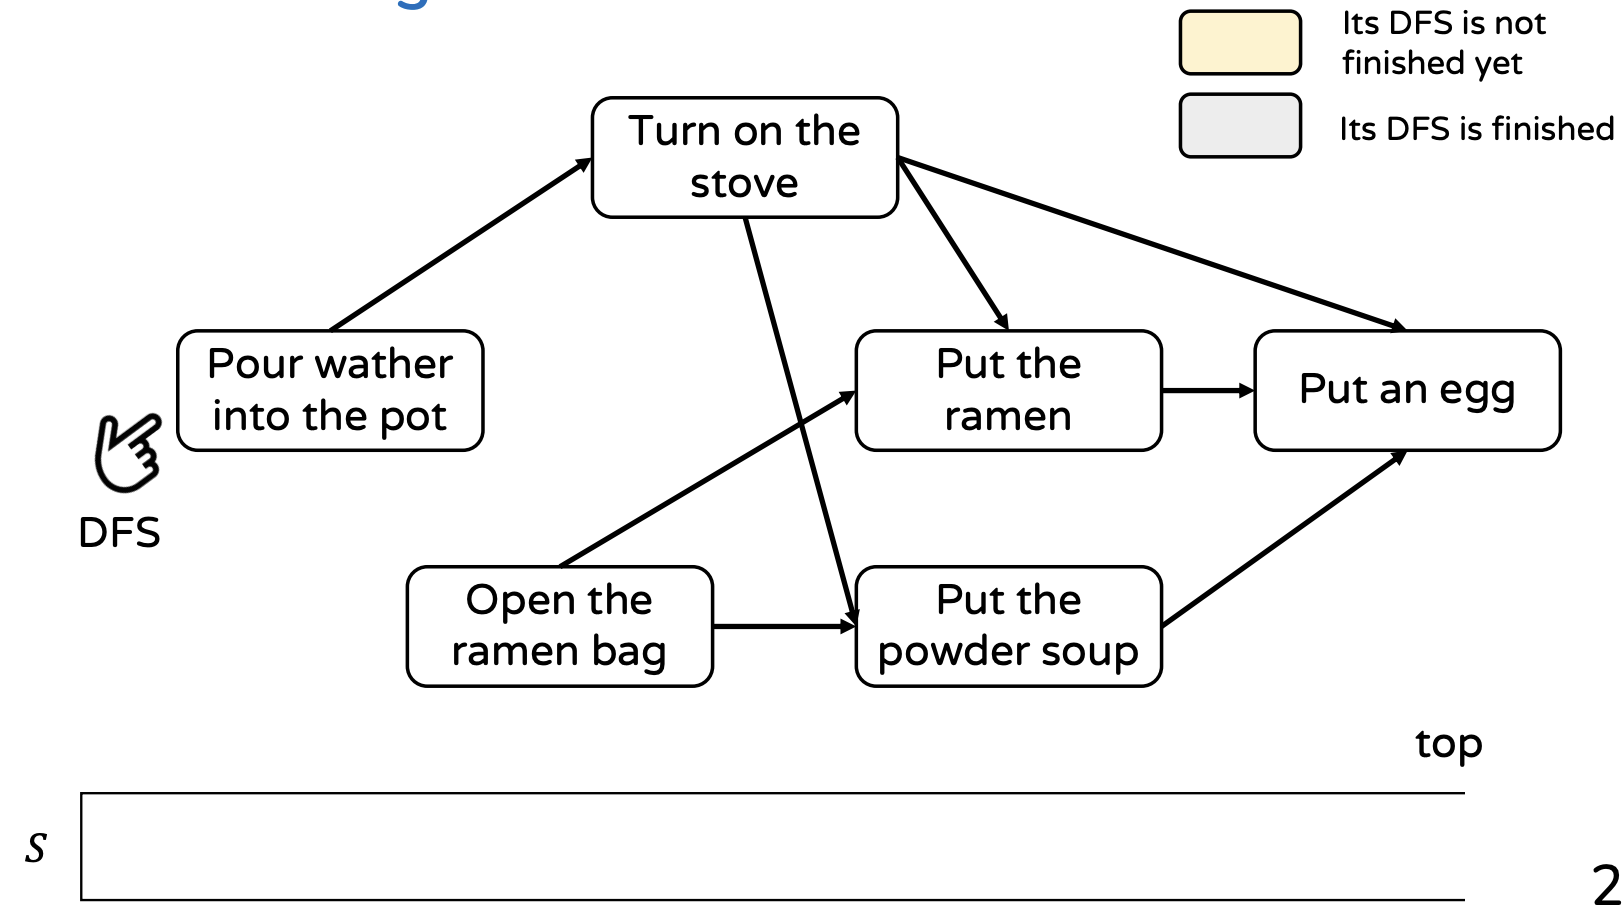 Its DFS is not
finished yet
Its DFS is finished
Turn on the
stove
Pour wather
into the pot
Put the
ramen
Put an egg
DFS
Open the
ramen bag
Put the
powder soup
top
S
2